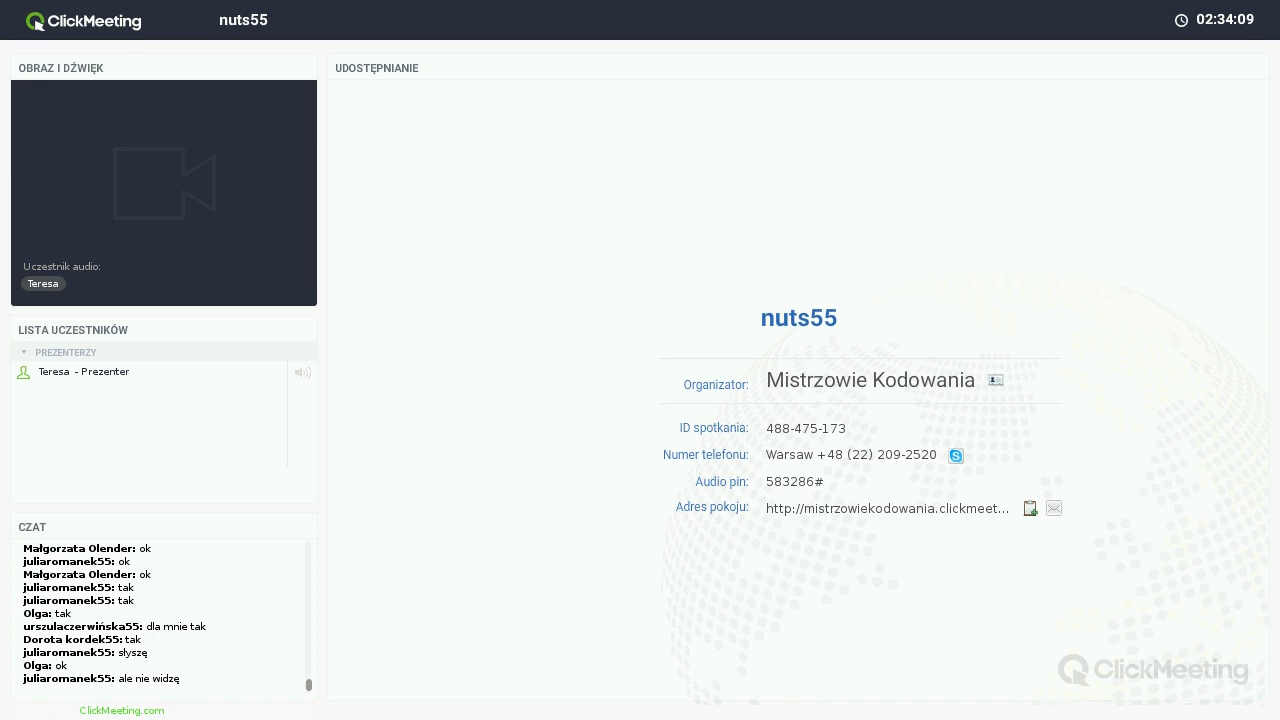 ClickMeeting
nuts55
02:34:09
OBRAZ I DŹWIĘK
Uczestnik audio:
Teresa
LISTA UCZESTNIKÓW
PREZENTERZY
Teresa - Prezenter
CZAT
Małgorzata Olender: ok
juliaromanek55: ok
Małgorzata Olender: ok
juliaromanek55: tak
juliaromanek55: tak
Olga: tak
urszulaczerwińska55: dla mnie tak
Dorota kordek55: tak
juliaromanek55: słyszę
Olga: ok
juliaromanek55: ale nie widzę
ClickMeeting.com
UDOSTĘPNIANIE
nuts55
Organizator: Mistrzowie Kodowania
ID spotkania: 488-475-173
Numer telefonu: Warsaw +48 (22) 209-2520
Audio pin: 583286#
Adres pokoju: http://mistrzowiekodowania.clickmeet...
ClickMeeting